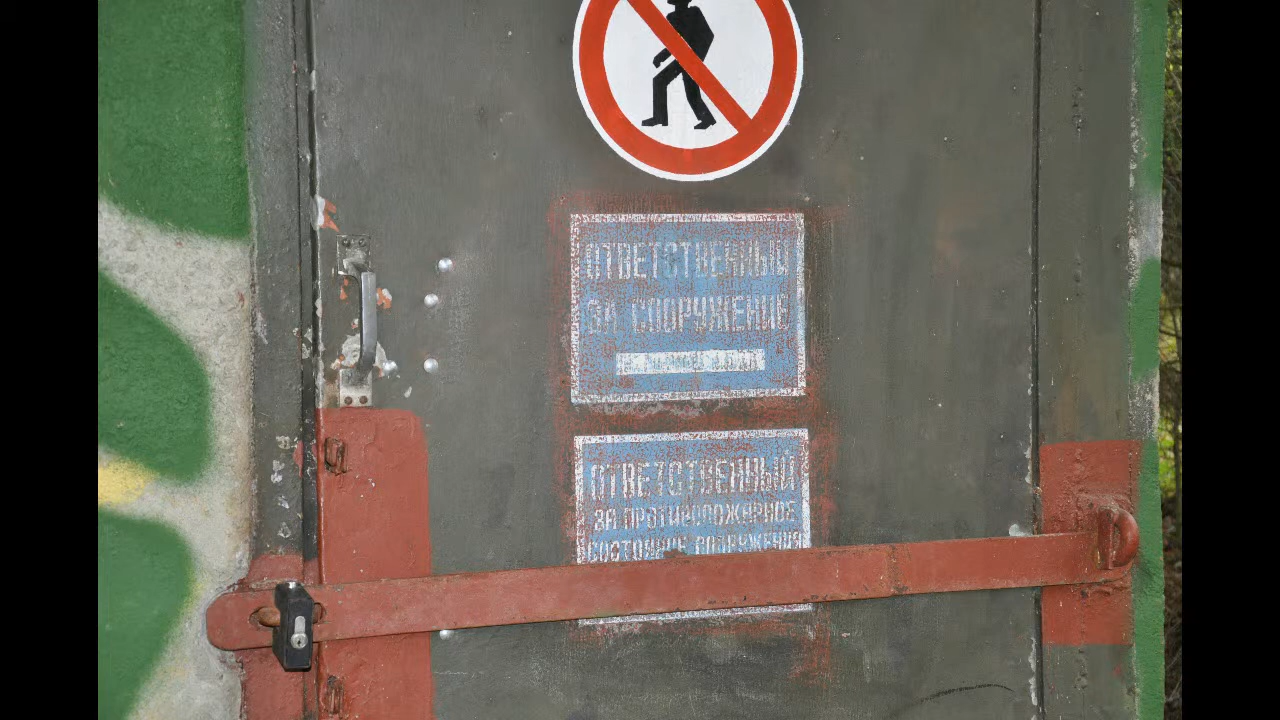 ОТВЕТСТВЕННЫЙ
ЗА СООРУЖЕНИЕ
ОТВЕТСТВЕННЫЙ
ЗА ПРОТИВОПОЖАРНОЕ
СОСТОЯНИЕ СООРУЖЕНИЯ